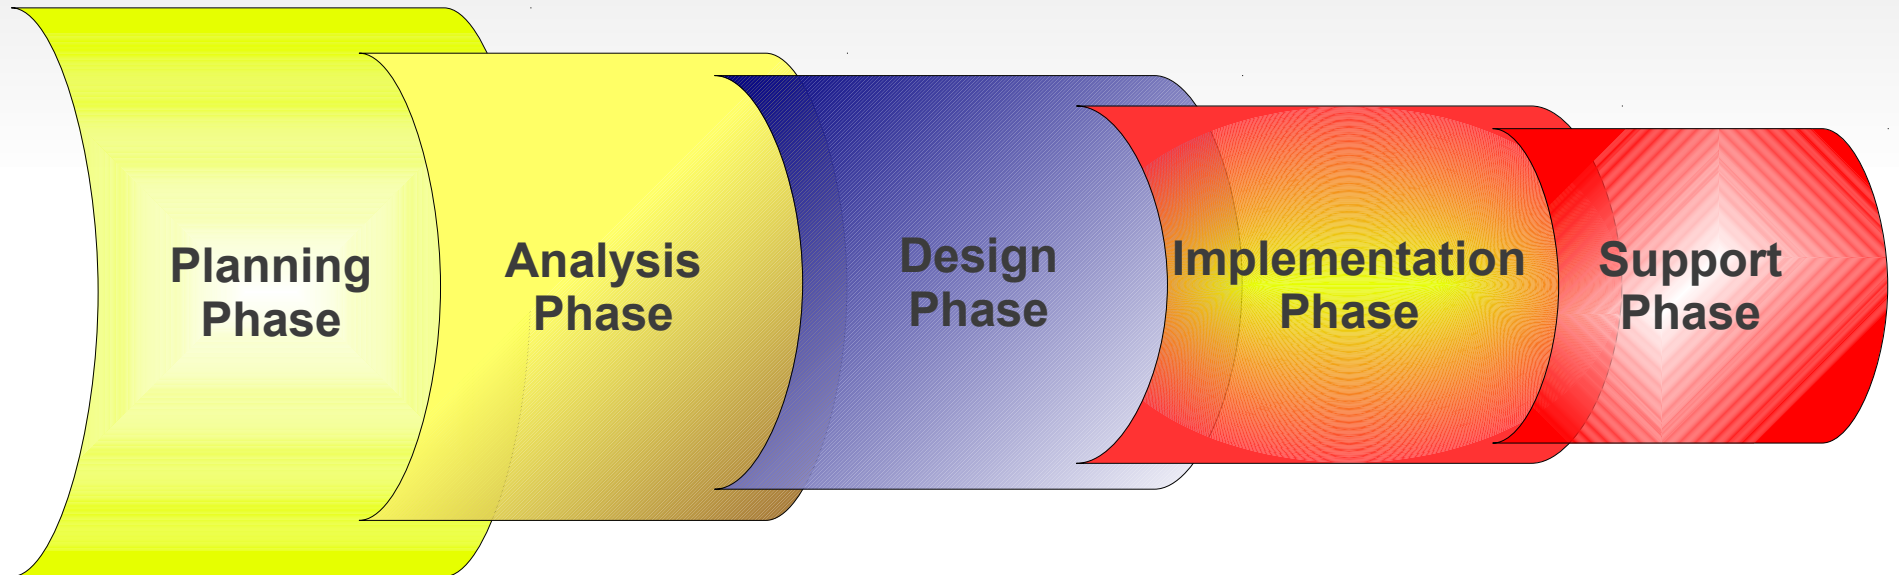 Planning
Phase
Analysis
Phase
Design
Phase
Implementation
Phase
Support
Phase